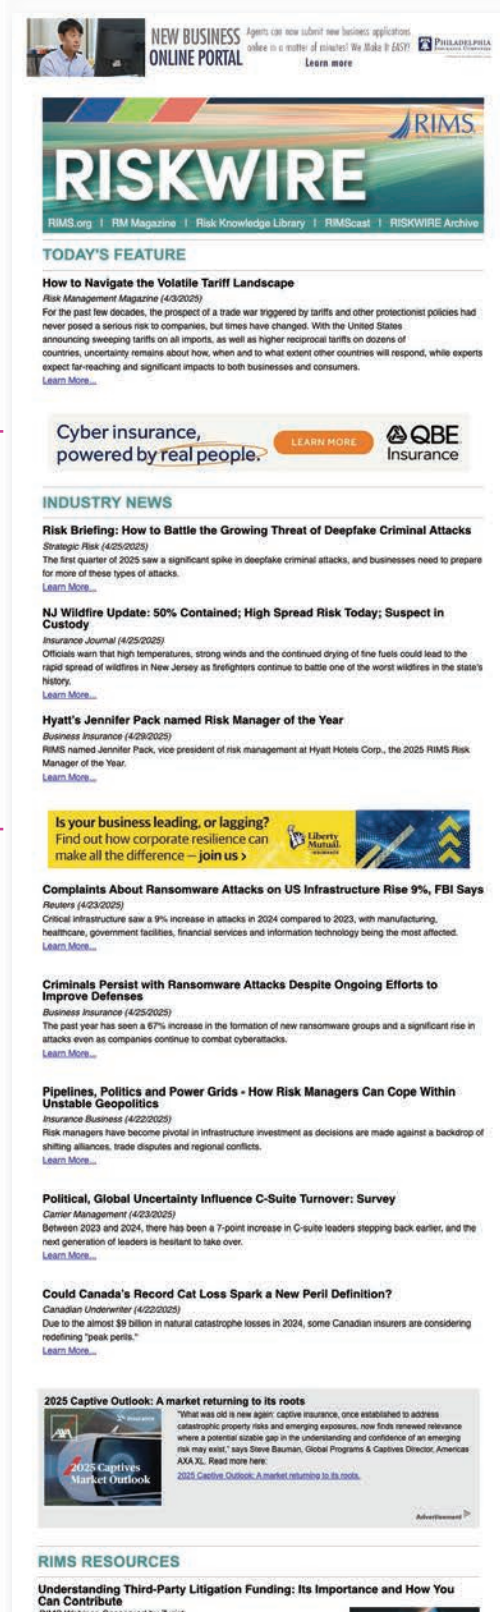 NEW BUSINESS
ONLINE PORTAL
Agents can now submit new business applications
online in a matter of minutes! We Make It EASY!
Learn more
PHILADELPHIA
INSURANCE COMPANIES
RIMS
RISKWIRE
RIMS.org | RM Magazine | Risk Knowledge Library | RIMScast | RISKWIRE Archive
TODAY'S FEATURE
How to Navigate the Volatile Tariff Landscape
Risk Management Magazine (4/3/2025)
For the past few decades, the prospect of a trade war triggered by tariffs and other protectionist policies had
never posed a serious risk to companies, but times have changed. With the United States
announcing sweeping tariffs on all imports, as well as higher reciprocal tariffs on dozens of
countries, uncertainty remains about how, when and to what extent other countries will respond, while experts
expect far-reaching and significant impacts to both businesses and consumers.
Learn More...
Cyber insurance,
powered by real people.
LEARN MORE
QBE
Insurance
INDUSTRY NEWS
Risk Briefing: How to Battle the Growing Threat of Deepfake Criminal Attacks
Strategic Risk (4/25/2025)
The first quarter of 2025 saw a significant spike in deepfake criminal attacks, and businesses need to prepare
for more of these types of attacks.
Learn More...
NJ Wildfire Update: 50% Contained; High Spread Risk Today; Suspect in
Custody
Insurance Journal (4/25/2025)
Officials warn that high temperatures, strong winds and the continued drying of fine fuels could lead to the
rapid spread of wildfires in New Jersey as firefighters continue to battle one of the worst wildfires in the state's
history.
Learn More...
Hyatt's Jennifer Pack named Risk Manager of the Year
Business Insurance (4/29/2025)
RIMS named Jennifer Pack, vice president of risk management at Hyatt Hotels Corp., the 2025 RIMS Risk
Manager of the Year.
Learn More...
Is your business leading, or lagging?
Find out how corporate resilience can
make all the difference – join us >
Liberty
Mutual.
INSURANCE
Complaints About Ransomware Attacks on US Infrastructure Rise 9%, FBI Says
Reuters (4/23/2025)
Critical infrastructure saw a 9% increase in attacks in 2024 compared to 2023, with manufacturing,
healthcare, government facilities, financial services and information technology being the most affected.
Learn More...
Criminals Persist with Ransomware Attacks Despite Ongoing Efforts to
Improve Defenses
Business Insurance (4/25/2025)
The past year has seen a 67% increase in the formation of new ransomware groups and a significant rise in
attacks even as companies continue to combat cyberattacks.
Learn More...
Pipelines, Politics and Power Grids - How Risk Managers Can Cope Within
Unstable Geopolitics
Insurance Business (4/22/2025)
Risk managers have become pivotal in infrastructure investment as decisions are made against a backdrop of
shifting alliances, trade disputes and regional conflicts.
Learn More...
Political, Global Uncertainty Influence C-Suite Turnover: Survey
Carrier Management (4/23/2025)
Between 2023 and 2024, there has been a 7-point increase in C-suite leaders stepping back earlier, and the
next generation of leaders is hesitant to take over.
Learn More...
Could Canada's Record Cat Loss Spark a New Peril Definition?
Canadian Underwriter (4/22/2025)
Due to the almost $9 billion in natural catastrophe losses in 2024, some Canadian insurers are considering
redefining "peak perils."
Learn More...
2025 Captive Outlook: A market returning to its roots
AXA
Insurance
2025 Captives
Market Outlook
"What was old is new again: captive insurance, once established to address
catastrophic property risks and emerging exposures, now finds renewed relevance
where a potential sizable gap in the understanding and confidence of an emerging
risk may exist," says Steve Bauman, Global Programs & Captives Director, Americas
AXA XL. Read more here:
2025 Captive Outlook: A market returning to its roots.
Advertisement
RIMS RESOURCES
Understanding Third-Party Litigation Funding: Its Importance and How You
Can Contribute